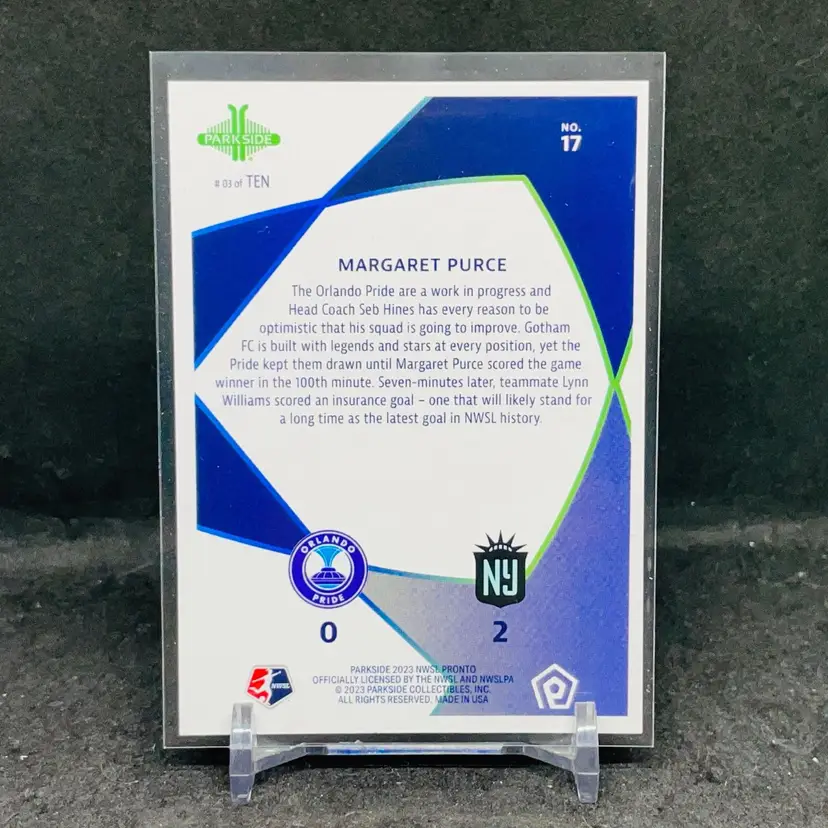 PARKSIDE
NO.
17
# 03 of TEN
MARGARET PURCE
The Orlando Pride are a work in progress and
Head Coach Seb Hines has every reason to be
optimistic that his squad is going to improve. Gotham
FC is built with legends and stars at every position, yet the
Pride kept them drawn until Margaret Purce scored the game
winner in the 100th minute. Seven-minutes later, teammate Lynn
Williams scored an insurance goal – one that will likely stand for
a long time as the latest goal in NWSL history.
ORLANDO
PRIDE
NY
0
2
NWSL
PARKSIDE 2023 NWSL PRONTO
OFFICIALLY LICENSED BY THE NWSL AND NWSLPA
© 2023 PARKSIDE COLLECTIBLES, INC.
ALL RIGHTS RESERVED. MADE IN USA